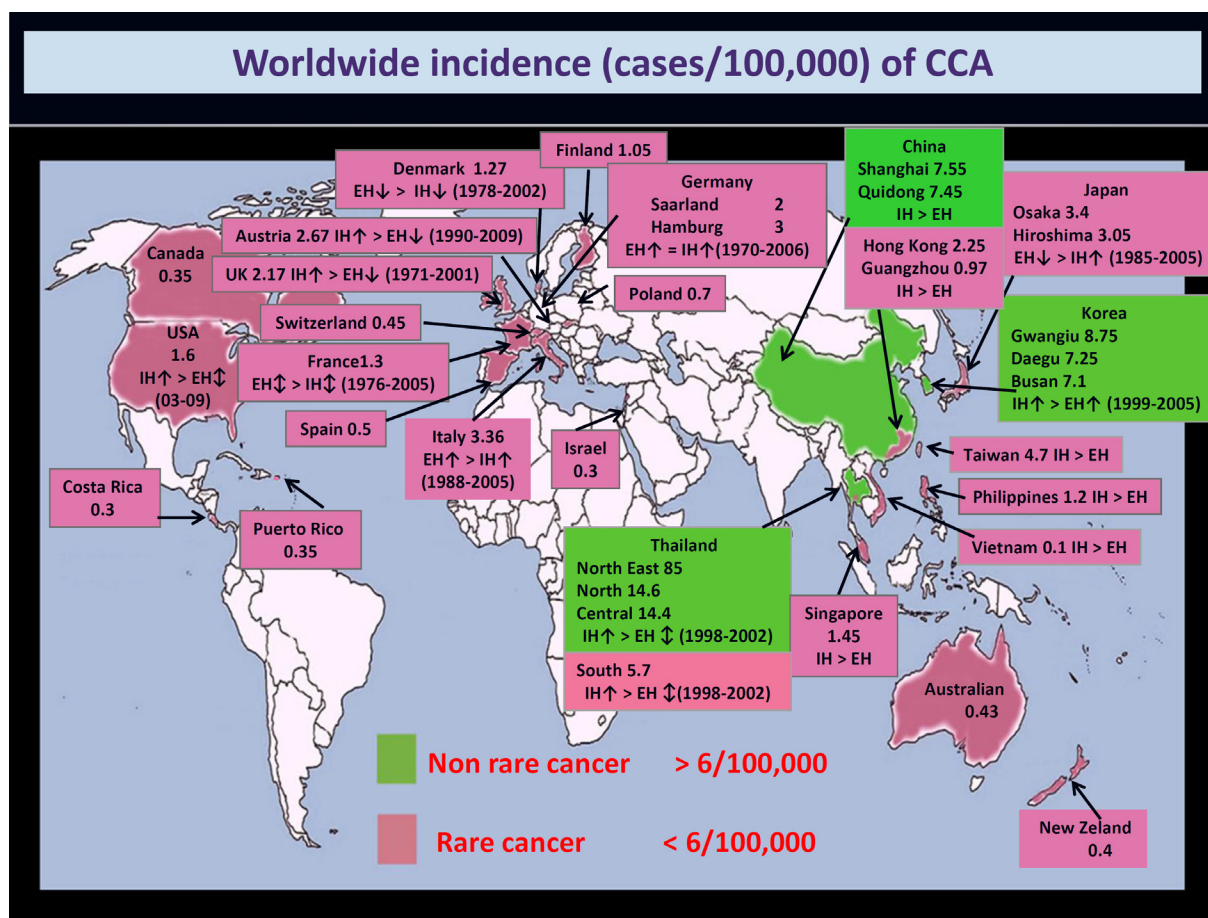 Worldwide incidence (cases/100,000) of CCA
Finland 1.05
Denmark 1.27
EH↓ > IH↓ (1978-2002)
Germany
Saarland 2
Hamburg 3
EH↑ = IH↑(1970-2006)
China
Shanghai 7.55
Quidong 7.45
IH > EH
Hong Kong 2.25
Guangzhou 0.97
IH > EH
Japan
Osaka 3.4
Hiroshima 3.05
EH↓ > IH↑ (1985-2005)
Austria 2.67 IH↑ > EH↓ (1990-2009)
Canada
0.35
UK 2.17 IH↑ > EH↓ (1971-2001)
Poland 0.7
Korea
Gwangiu 8.75
Daegu 7.25
Busan 7.1
IH↑ > EH↑ (1999-2005)
Switzerland 0.45
USA
1.6
IH↑ > EH↕
(03-09)
France1.3
EH↕ > IH↕ (1976-2005)
Spain 0.5
Italy 3.36
EH↑ > IH↑
(1988-2005)
Israel
0.3
Taiwan 4.7 IH > EH
Costa Rica
0.3
Puerto Rico
0.35
Philippines 1.2 IH > EH
Vietnam 0.1 IH > EH
Thailand
North East 85
North 14.6
Central 14.4
IH↑ > EH ↕ (1998-2002)
South 5.7
IH↑ > EH ↕(1998-2002)
Singapore
1.45
IH > EH
Australian
0.43
Non rare cancer > 6/100,000
Rare cancer < 6/100,000
New Zeland
0.4